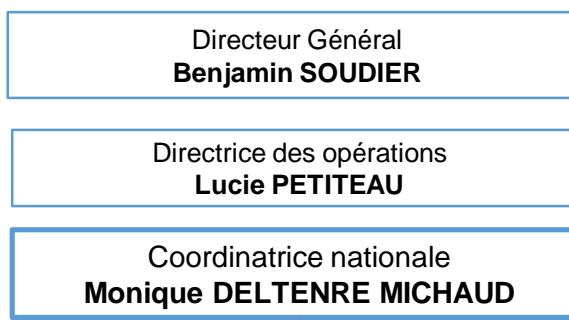 Directeur Général
Benjamin SOUDIER
Directrice des opérations
Lucie PETITEAU
Coordinatrice nationale
Monique DELTENRE MICHAUD